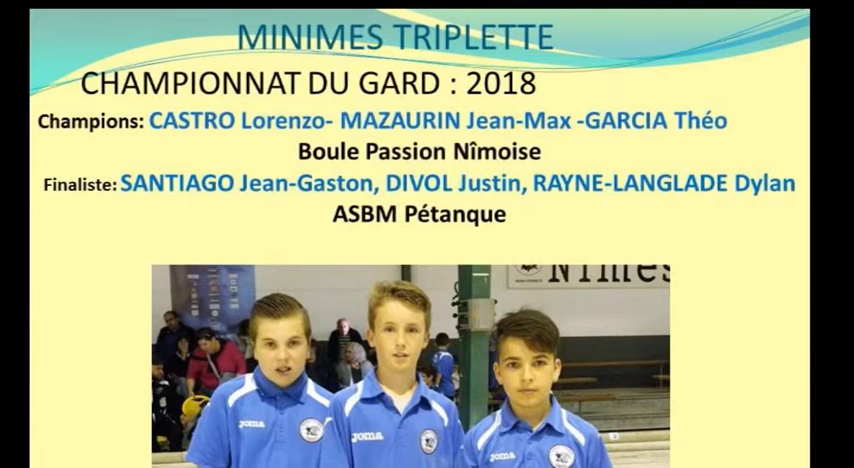 MINIMES TRIPLETTE
CHAMPIONNAT DU GARD : 2018
Champions: CASTRO Lorenzo- MAZAURIN Jean-Max -GARCIA Théo
Boule Passion Nîmoise
Finaliste: SANTIAGO Jean-Gaston, DIVOL Justin, RAYNE-LANGLADE Dylan
ASBM Pétanque
Nîmes
Joma
Joma
Joma